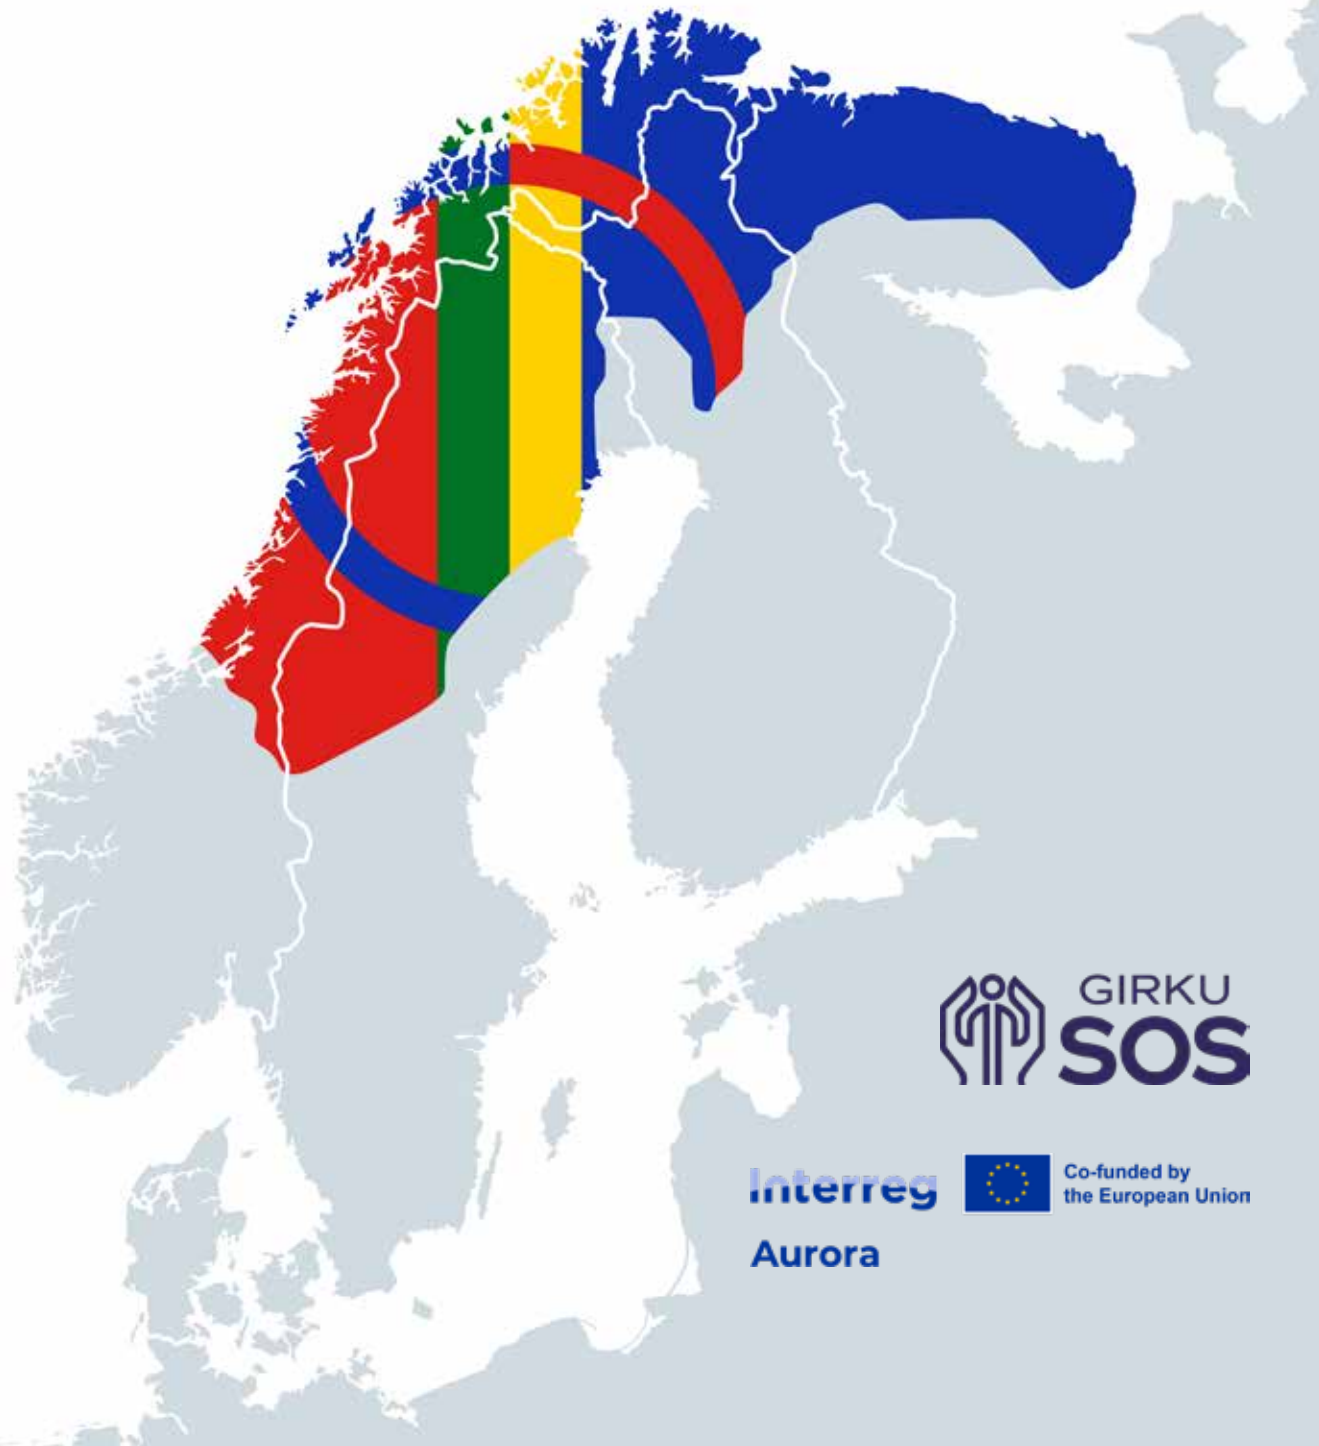 GIRKU
SOS
Interreg
Co-funded by
the European Union
Aurora